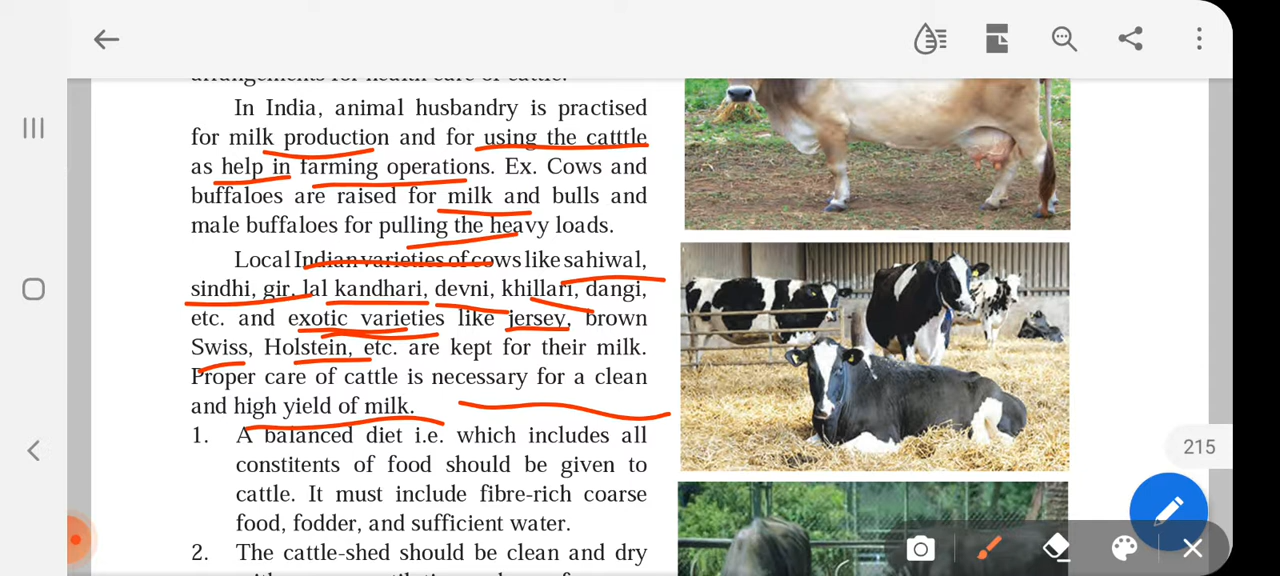 arrangements for health care of cattle.
In India, animal husbandry is practised
for milk production and for using the catttle
as help in farming operations. Ex. Cows and
buffaloes are raised for milk and bulls and
male buffaloes for pulling the heavy loads.
Local Indian varieties of cows like sahiwal,
sindhi, gir, lal kandhari, devni, khillari, dangi,
etc. and exotic varieties like jersey, brown
Swiss, Holstein, etc. are kept for their milk.
Proper care of cattle is necessary for a clean
and high yield of milk.
1. A balanced diet i.e. which includes all
constitents of food should be given to
cattle. It must include fibre-rich coarse
food, fodder, and sufficient water.
2. The cattle-shed should be clean and dry
215